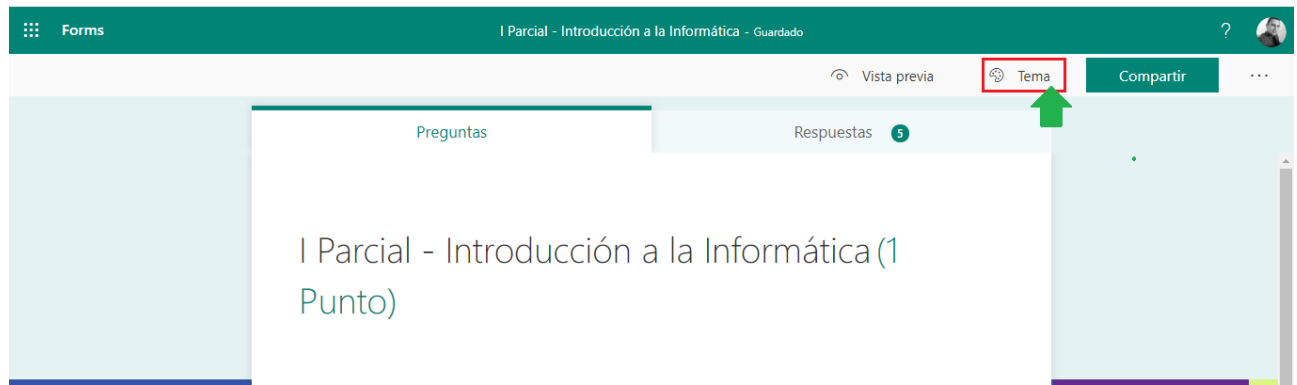 Forms
I Parcial - Introducción a la Informática - Guardado
?
Vista previa
Tema
Compartir
...
Preguntas
Respuestas 5
I Parcial - Introducción a la Informática (1
Punto)